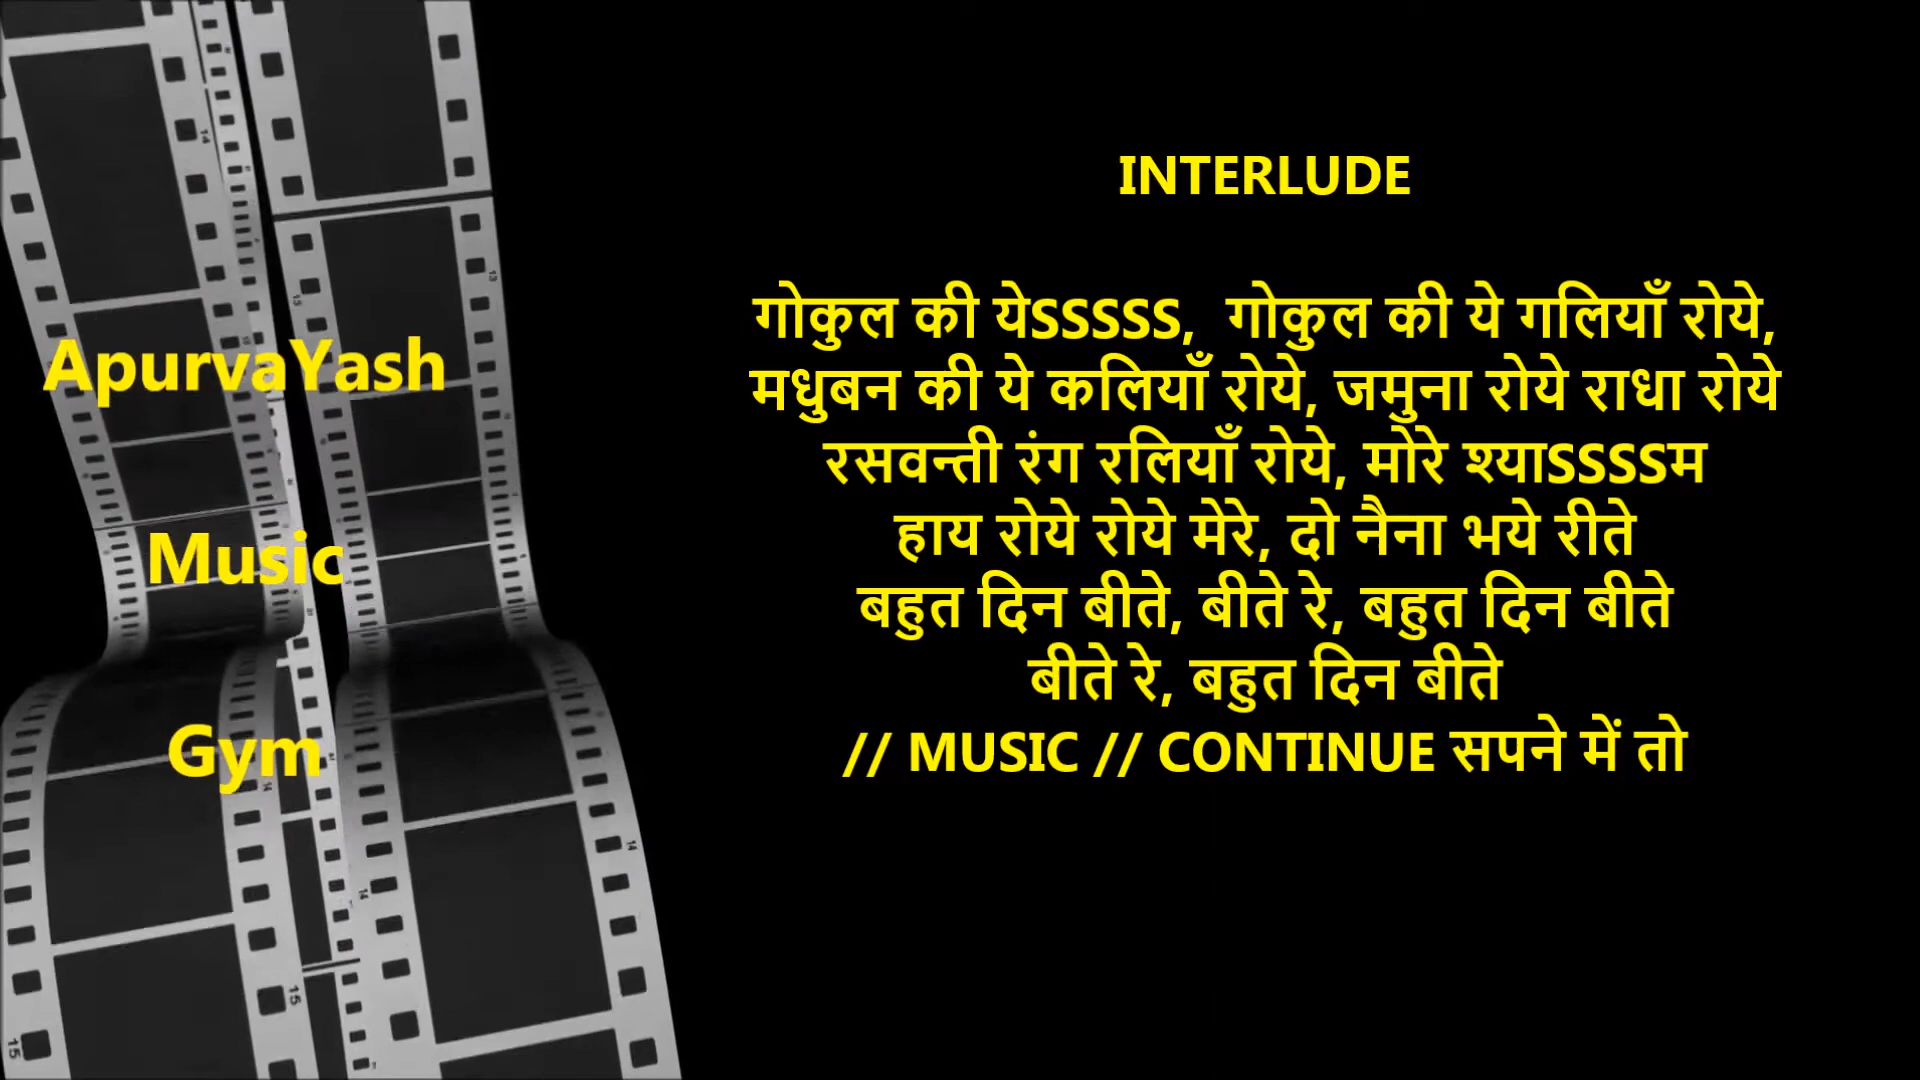 ApurvaYash
Music
Gym
INTERLUDE
गोकुल की येSSSSS, गोकुल की ये गलियाँ रोये,
मधुबन की ये कलियाँ रोये, जमुना रोये राधा रोये
रसवन्ती रंग रलियाँ रोये, मोरे श्याSSSSम
हाय रोये रोये मेरे, दो नैना भये रीते
बहुत दिन बीते, बीते रे, बहुत दिन बीते
बीते रे, बहुत दिन बीते
// MUSIC // CONTINUE सपने में तो